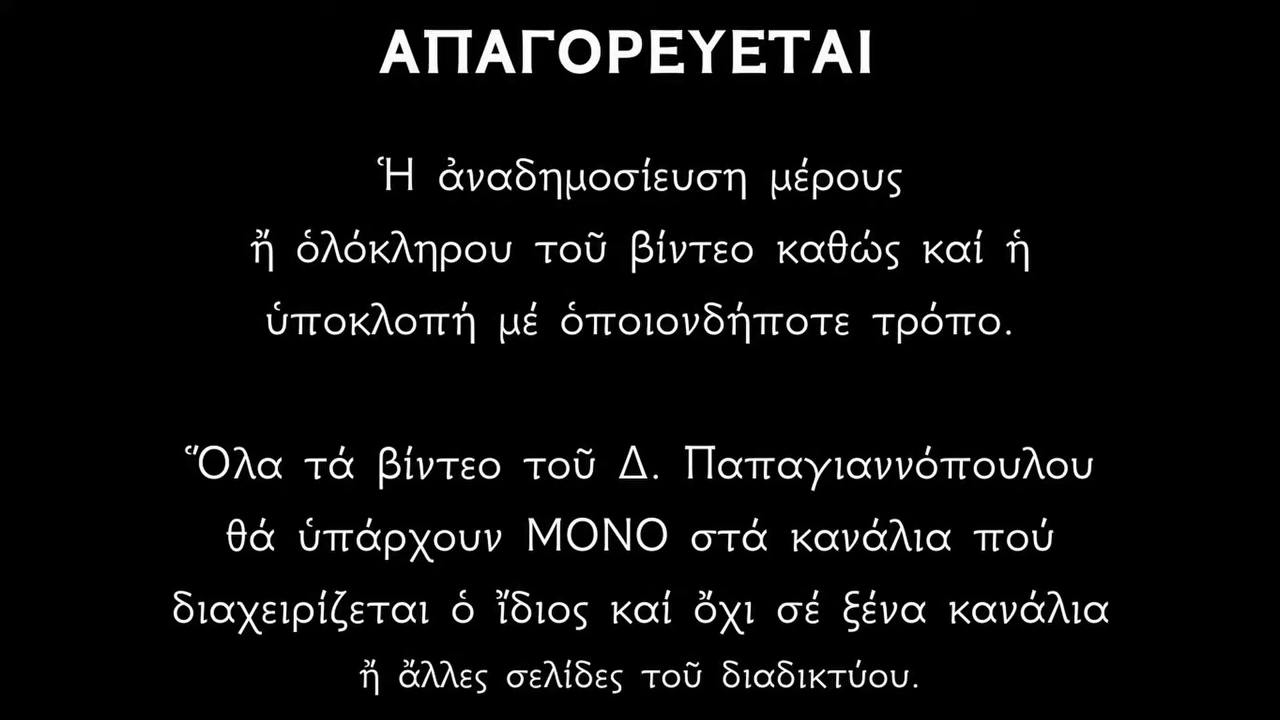 ΑΠΑΓΟΡΕΥΕΤΑΙ
Ἡ ἀναδημοσίευση μέρους
ἤ ὁλόκληρου τοῦ βίντεο καθώς καί ἡ
ὑποκλοπή μέ ὁποιονδήποτε τρόπο.
Ὅλα τά βίντεο τοῦ Δ. Παπαγιαννόπουλου
θά ὑπάρχουν ΜΟΝΟ στά κανάλια πού
διαχειρίζεται ὁ ἴδιος καί ὄχι σέ ξένα κανάλια
ἤ ἄλλες σελίδες τοῦ διαδικτύου.